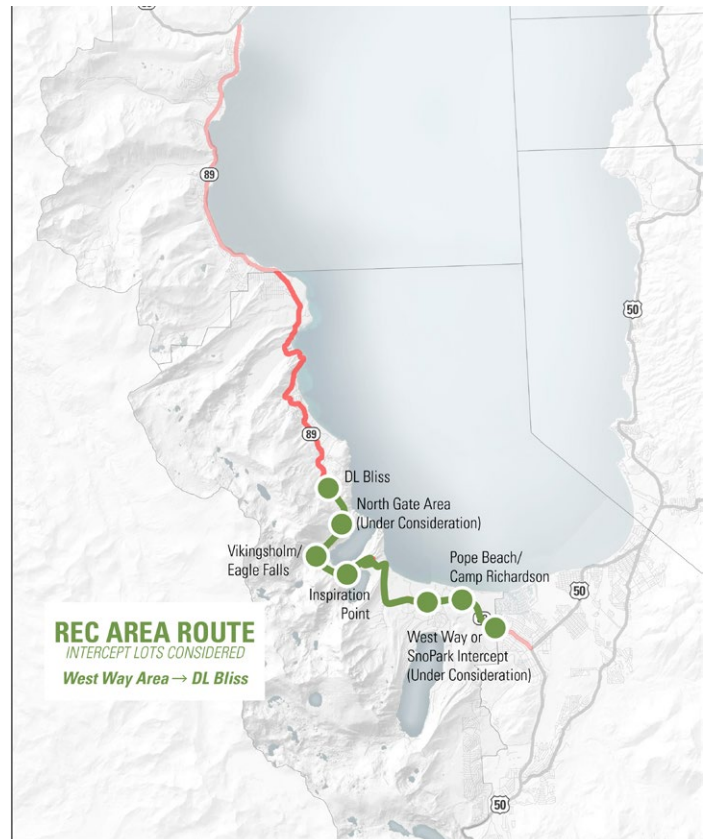 89
50
89
DL Bliss
North Gate Area
(Under Consideration)
Vikingsholm/
Eagle Falls
Pope Beach/
Camp Richardson
Inspiration
Point
50
REC AREA ROUTE
INTERCEPT LOTS CONSIDERED
West Way Area → DL Bliss
West Way or
SnoPark Intercept
(Under Consideration)
50